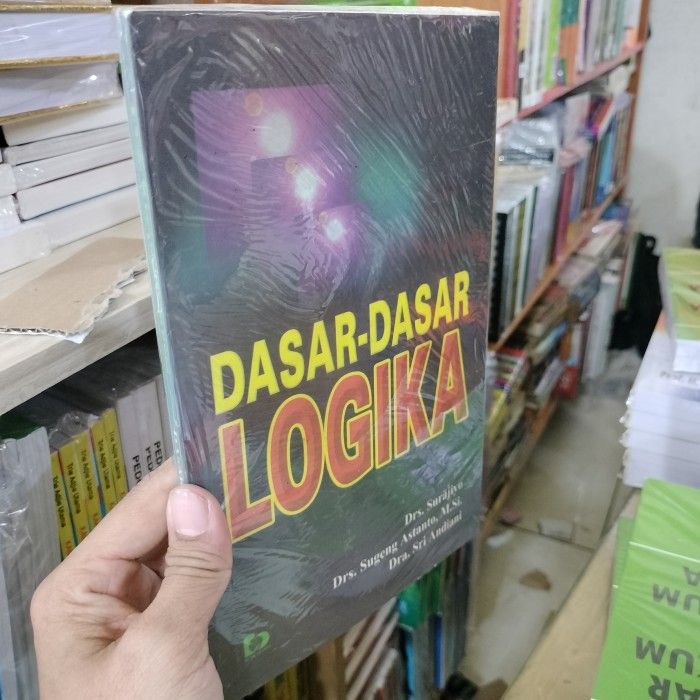 DASAR-DASAR
LOGIKA
Drs. Surajiyo
Drs. Sugeng Astanto, M.Si.
Dra. Sri Andiani